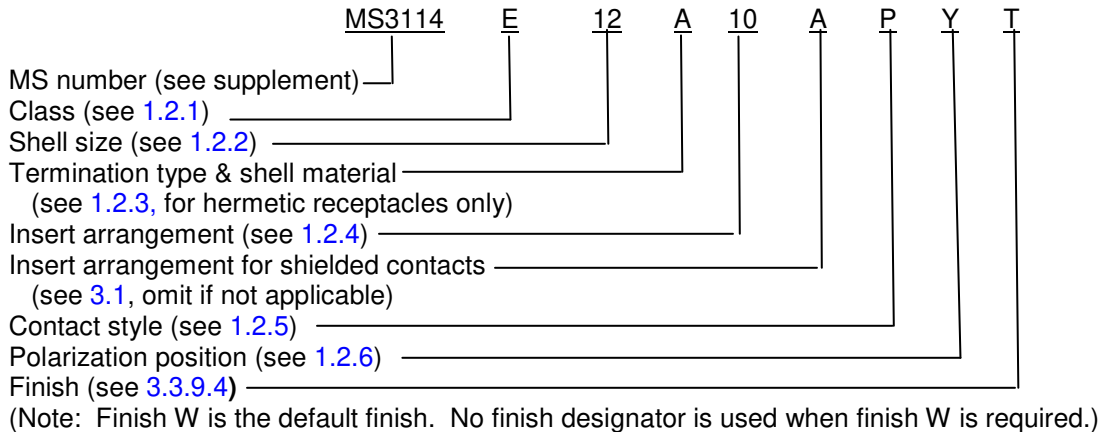 MS3114 E 12 A 10 A P Y T
MS number (see supplement)
Class (see 1.2.1)
Shell size (see 1.2.2)
Termination type & shell material
(see 1.2.3, for hermetic receptacles only)
Insert arrangement (see 1.2.4)
Insert arrangement for shielded contacts
(see 3.1, omit if not applicable)
Contact style (see 1.2.5)
Polarization position (see 1.2.6)
Finish (see 3.3.9.4)
(Note: Finish W is the default finish. No finish designator is used when finish W is required.)